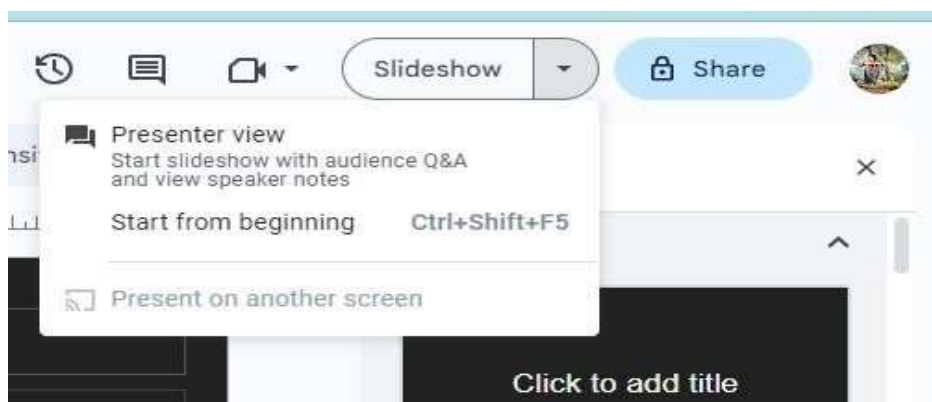 Slideshow
Share
Presenter view
Start slideshow with audience Q&A
and view speaker notes
Start from beginning Ctrl+Shift+F5
Present on another screen
Click to add title